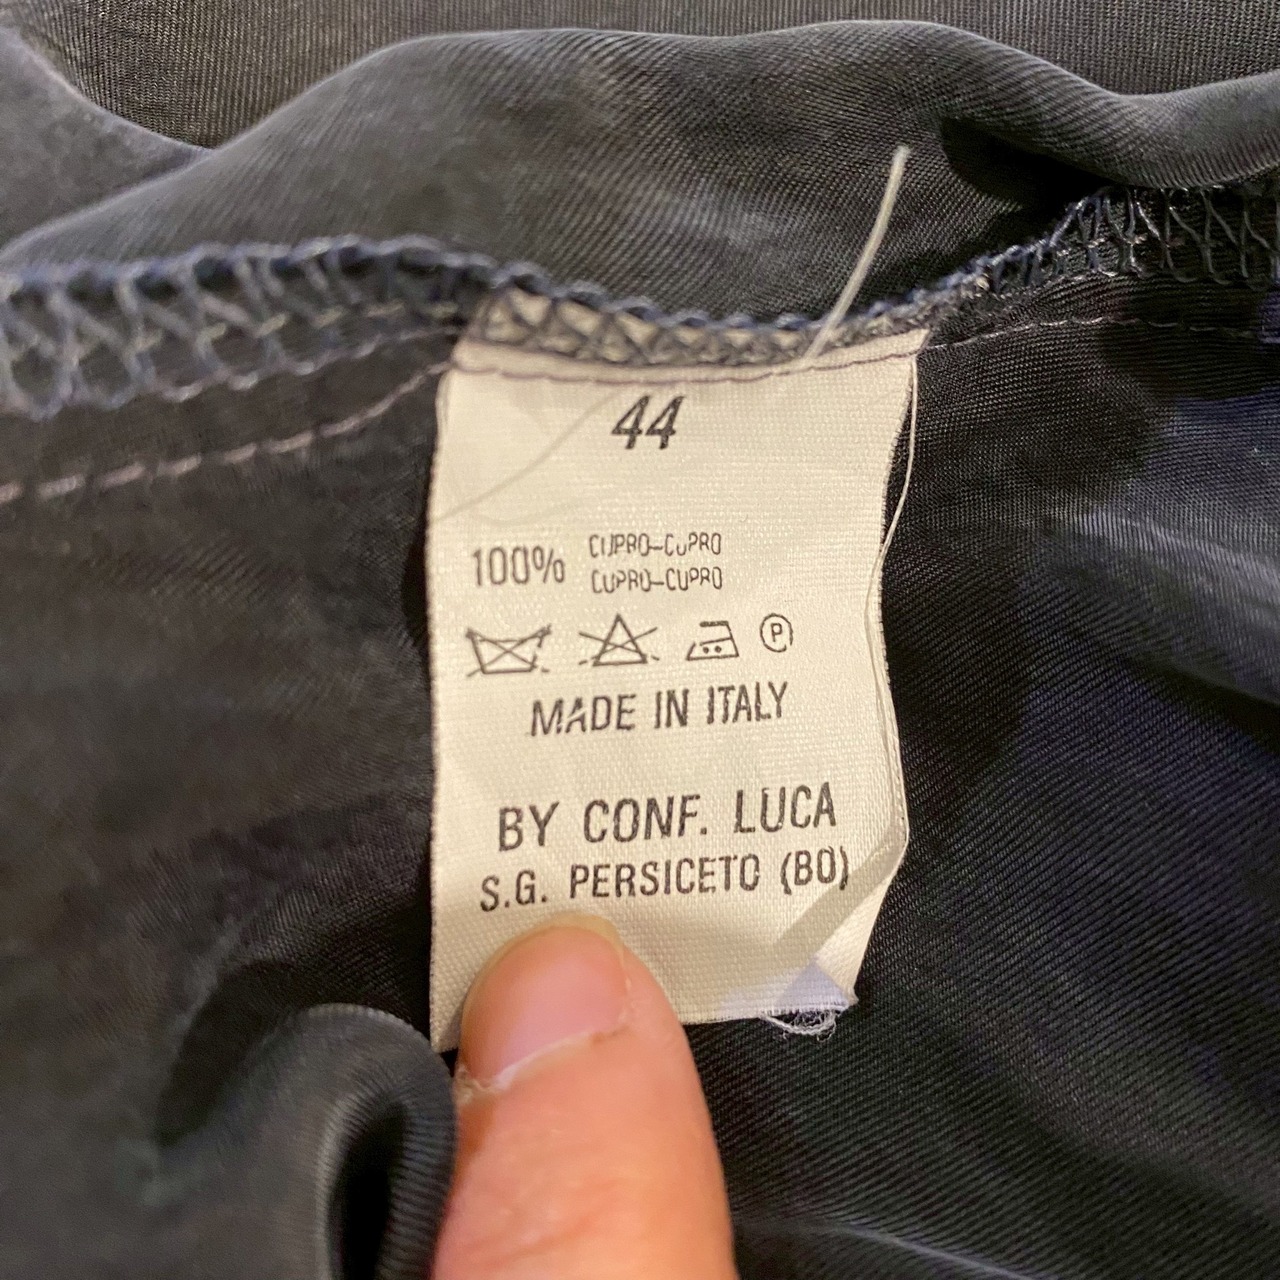 44
100% CUPRO-CUPRO
CUPRO-CUPRO
P
MADE IN ITALY
BY CONF. LUCA
S.G. PERSICETO (BO)